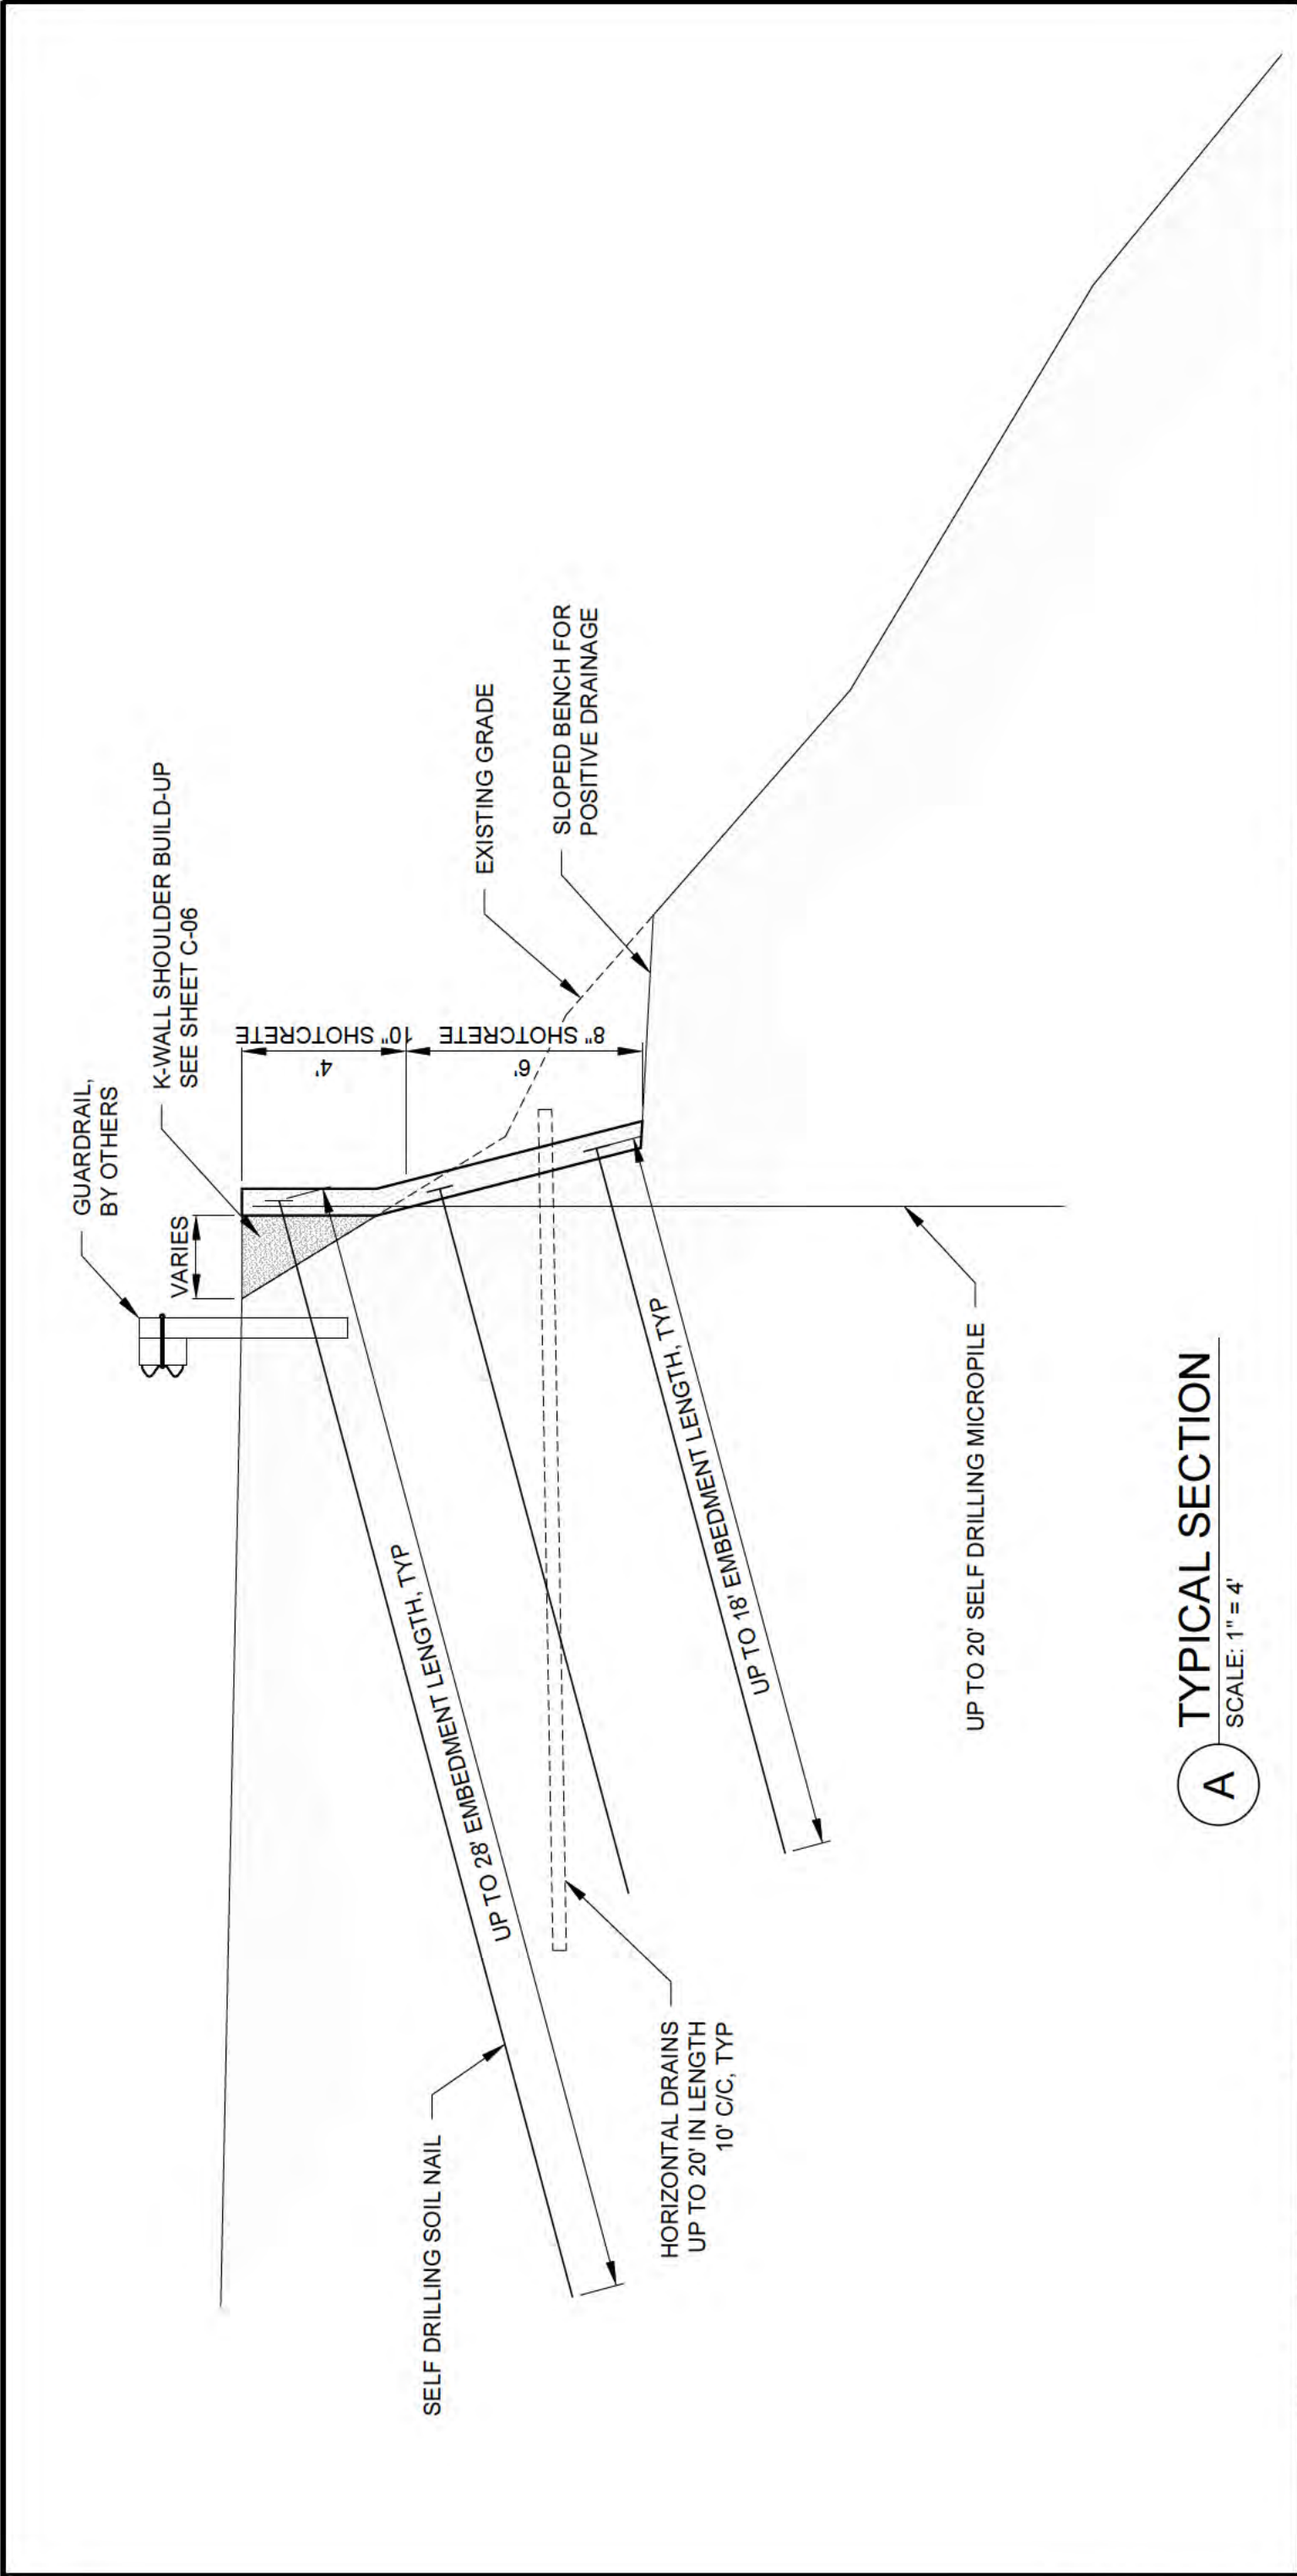 GUARDRAIL,
BY OTHERS
K-WALL SHOULDER BUILD-UP
SEE SHEET C-06
VARIES
4'
10" SHOTCRETE
6'
8" SHOTCRETE
EXISTING GRADE
SLOPED BENCH FOR
POSITIVE DRAINAGE
UP TO 28' EMBEDMENT LENGTH, TYP
UP TO 18' EMBEDMENT LENGTH, TYP
SELF DRILLING SOIL NAIL
HORIZONTAL DRAINS
UP TO 20' IN LENGTH
10' C/C, TYP
UP TO 20' SELF DRILLING MICROPILE
A
TYPICAL SECTION
SCALE: 1" = 4'